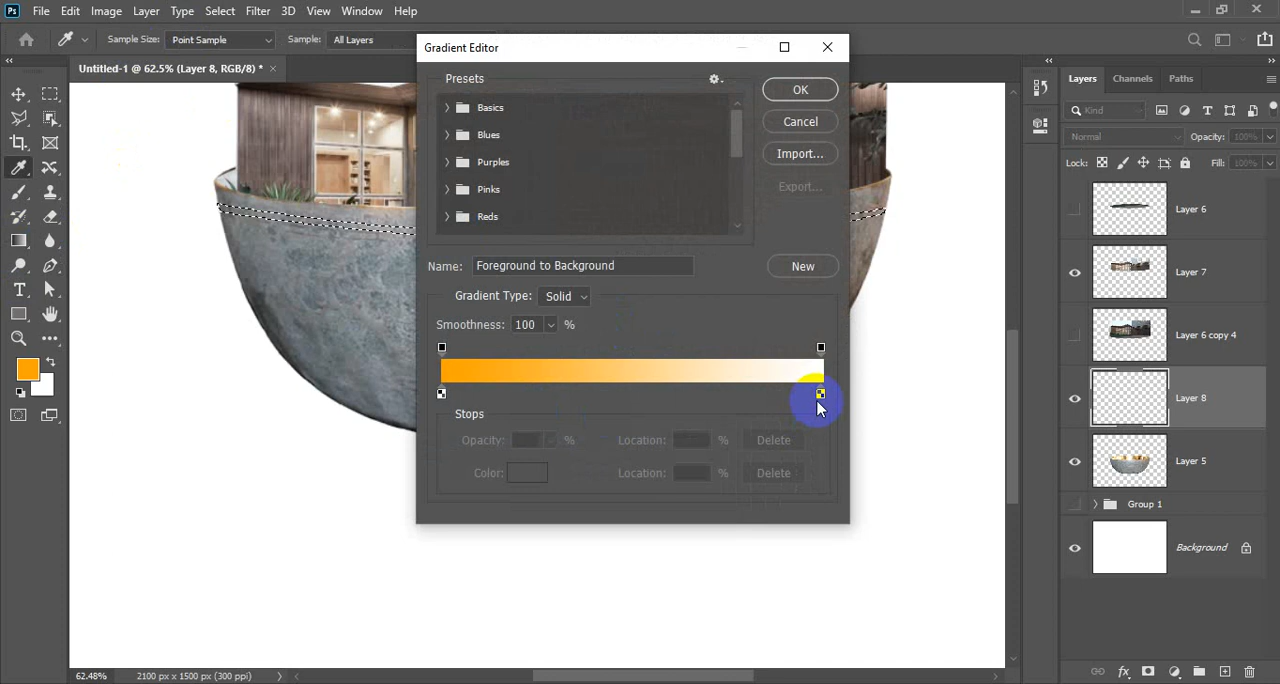 Ps File Edit Image Layer Type Select Filter 3D View Window Help
Sample Size: Point Sample Sample: All Layers
Untitled-1 @ 62.5% (Layer 8, RGB/8) *
Gradient Editor
Presets
Basics
Blues
Purples
Pinks
Reds
OK
Cancel
Import...
Export...
Name: Foreground to Background
New
Gradient Type: Solid
Smoothness: 100 %
Stops
Opacity: % Location: % Delete
Color: Location: % Delete
Layers Channels Paths
Kind
Normal Opacity: 100%
Lock: Fill: 100%
Layer 6
Layer 7
Layer 6 copy 4
Layer 8
Layer 5
Group 1
Background
62.48% 2100 px x 1500 px (300 ppi)